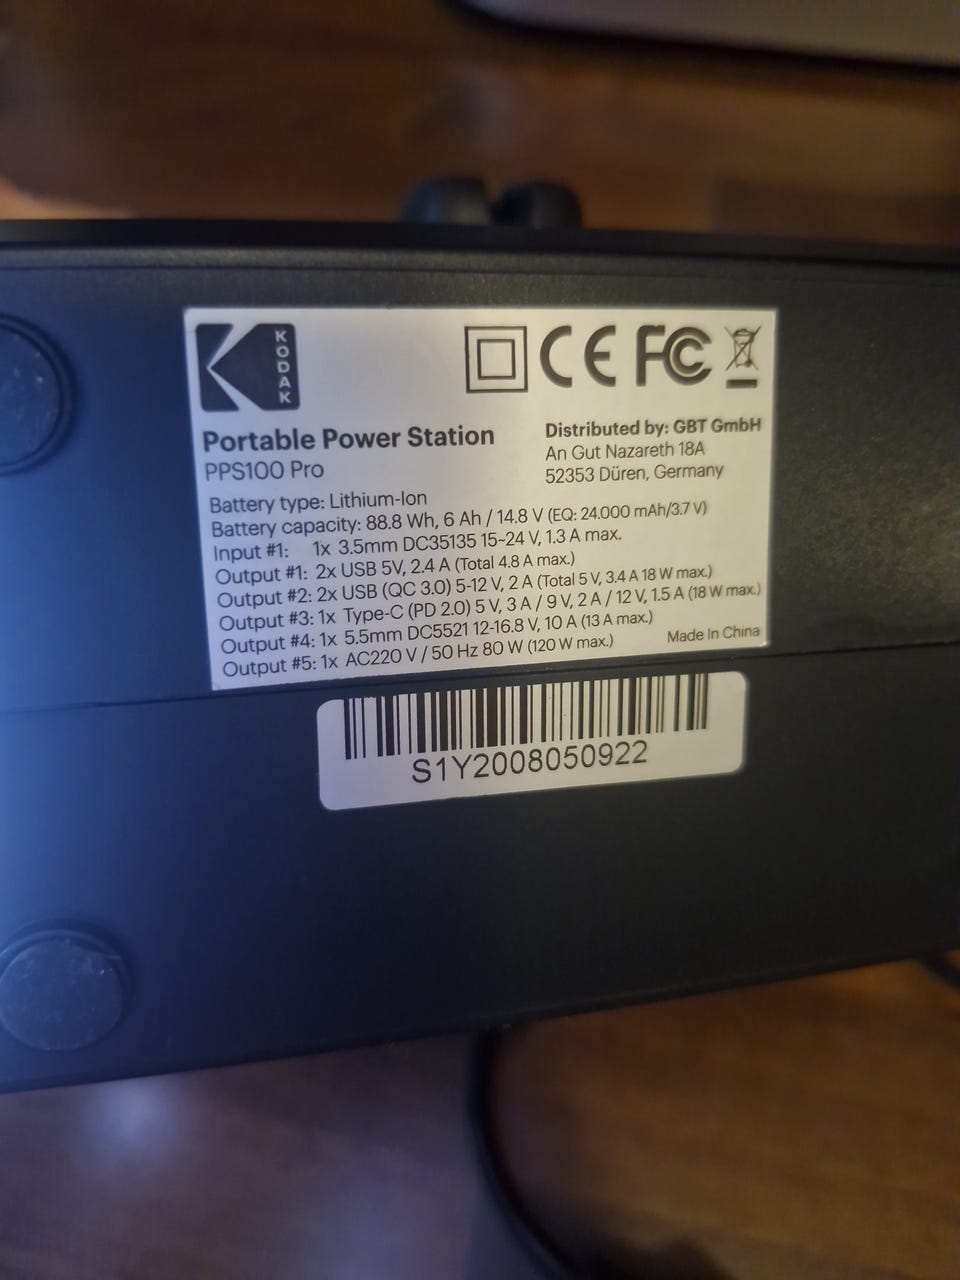 KODAK
CE FC
Portable Power Station
PPS100 Pro
Distributed by: GBT GmbH
An Gut Nazareth 18A
52353 Düren, Germany
Battery type: Lithium-Ion
Battery capacity: 88.8 Wh, 6 Ah / 14.8 V (EQ: 24.000 mAh/3.7 V)
Input #1: 1x 3.5mm DC35135 15~24 V, 1.3 A max.
Output #1: 2x USB 5V, 2.4 A (Total 4.8 A max.)
Output #2: 2x USB (QC 3.0) 5-12 V, 2 A (Total 5 V, 3.4 A 18 W max.)
Output #3: 1x Type-C (PD 2.0) 5 V, 3 A / 9 V, 2 A / 12 V, 1.5 A (18 W max.)
Output #4: 1x 5.5mm DC5521 12-16.8 V, 10 A (13 A max.)
Output #5: 1x AC220 V / 50 Hz 80 W (120 W max.)
Made In China
S1Y2008050922